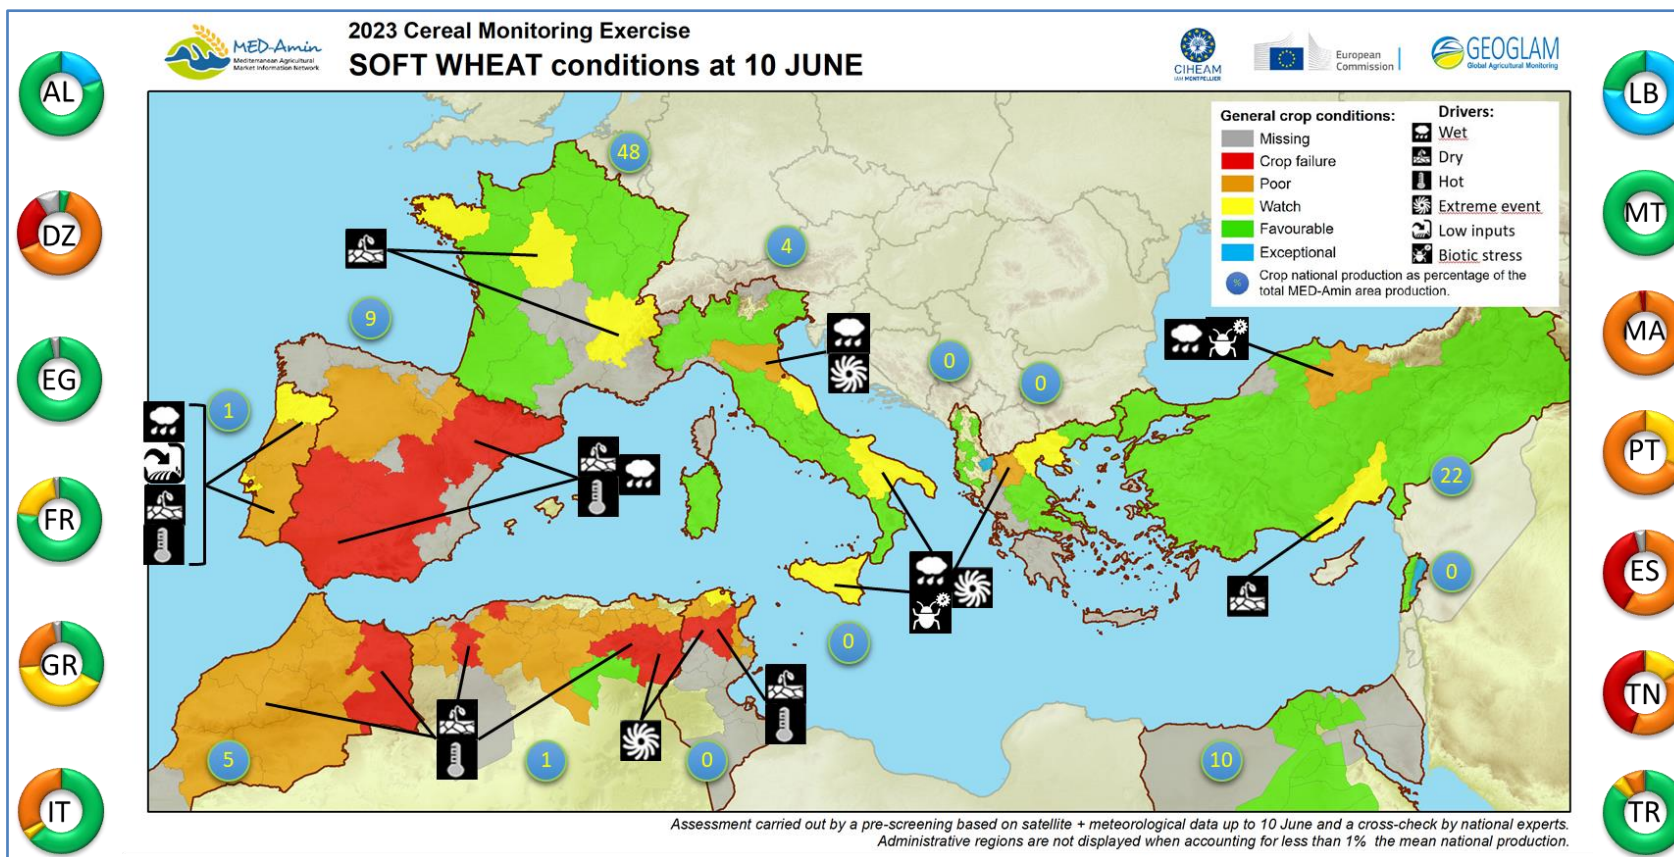 2023 Cereal Monitoring Exercise
SOFT WHEAT conditions at 10 JUNE
MED-Amin
Mediterranean Agricultural
Market Information Network
CIHEAM
IAM MONTPELLIER
European
Commission
GEOGLAM
Global Agricultural Monitoring
AL
DZ
EG
FR
GR
IT
LB
MT
MA
PT
ES
TN
TR
General crop conditions:
Missing
Crop failure
Poor
Watch
Favourable
Exceptional
Drivers:
Wet
Dry
Hot
Extreme event
Low inputs
Biotic stress
% Crop national production as percentage of the
total MED-Amin area production.
48
4
9
1
0
0
22
0
0
5
1
0
10
Assessment carried out by a pre-screening based on satellite + meteorological data up to 10 June and a cross-check by national experts.
Administrative regions are not displayed when accounting for less than 1% the mean national production.